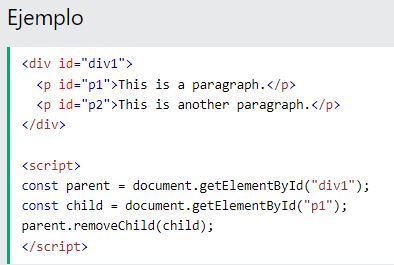 Ejemplo
<div id="div1">
  <p id="p1">This is a paragraph.</p>
  <p id="p2">This is another paragraph.</p>
</div>

<script>
const parent = document.getElementById("div1");
const child = document.getElementById("p1");
parent.removeChild(child);
</script>